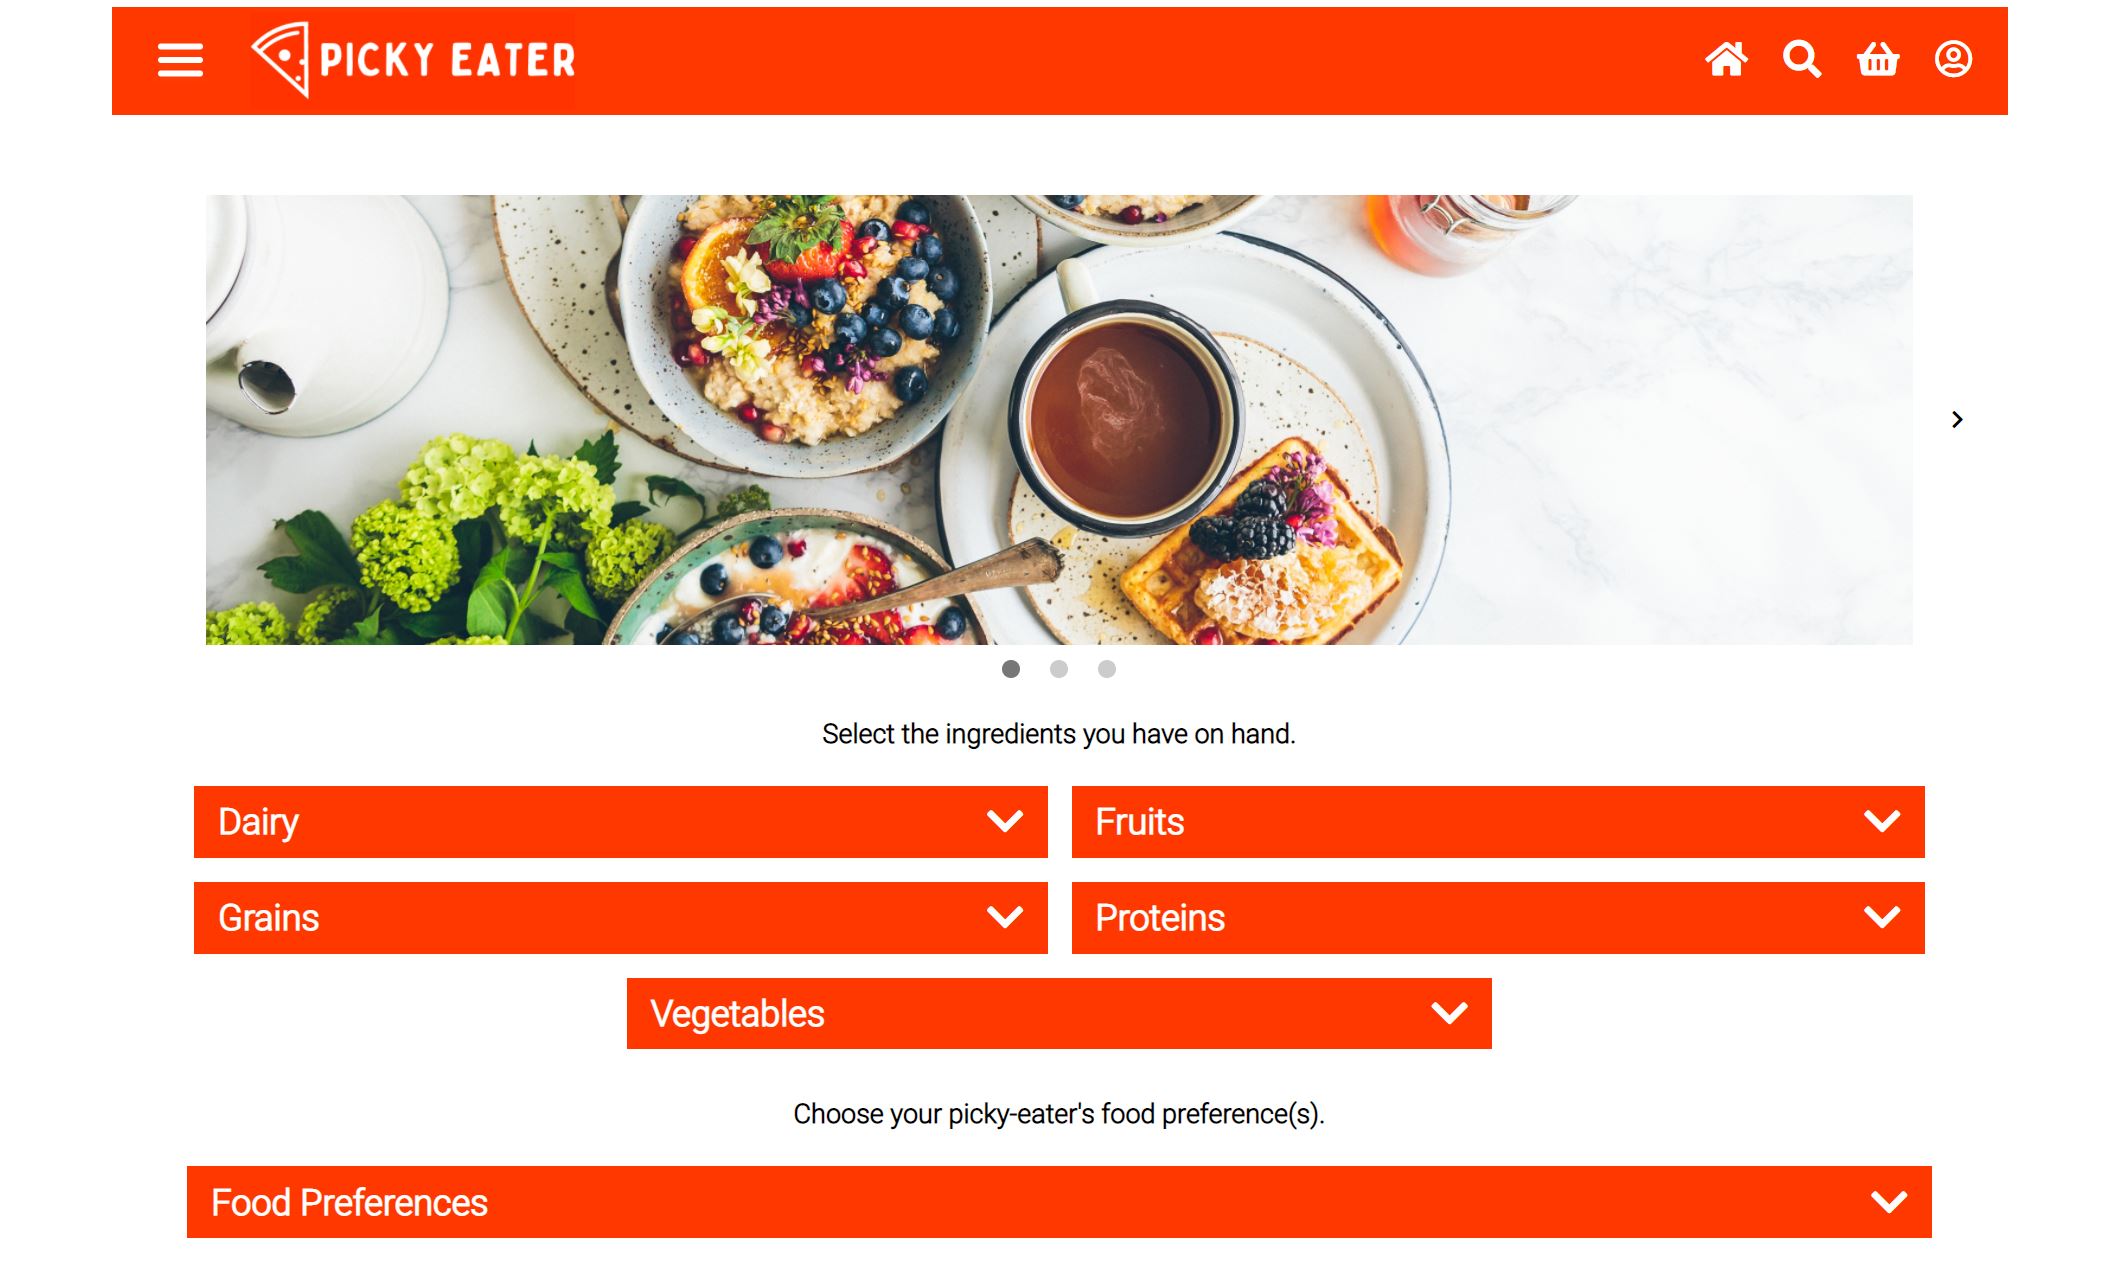 PICKY EATER
Select the ingredients you have on hand.
Dairy
Fruits
Grains
Proteins
Vegetables
Choose your picky-eater's food preference(s).
Food Preferences